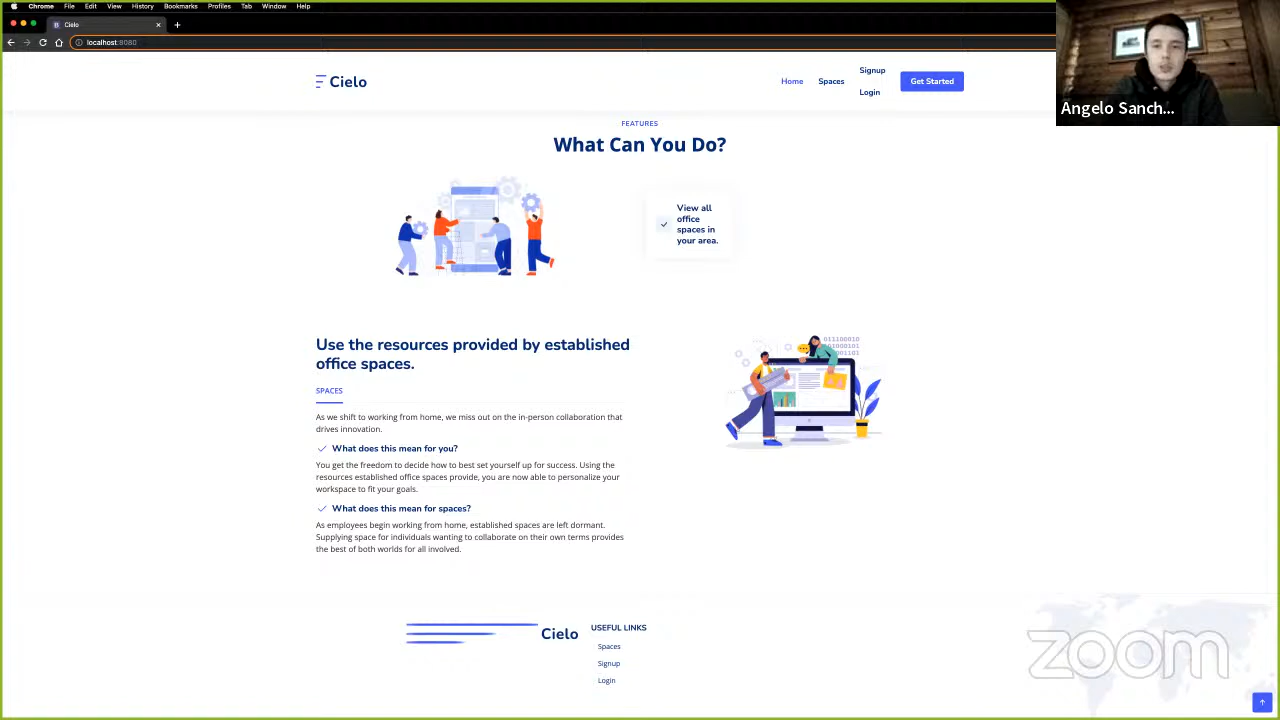 Chrome File Edit View History Bookmarks Profiles Tab Window Help
Cielo
localhost:8080
Cielo
Home
Spaces
Signup
Login
Get Started
Angelo Sanch...
FEATURES
What Can You Do?
View all
office
spaces in
your area.
Use the resources provided by established
office spaces.
SPACES
As we shift to working from home, we miss out on the in-person collaboration that
drives innovation.
What does this mean for you?
You get the freedom to decide how to best set yourself up for success. Using the
resources established office spaces provide, you are now able to personalize your
workspace to fit your goals.
What does this mean for spaces?
As employees begin working from home, established spaces are left dormant.
Supplying space for individuals wanting to collaborate on their own terms provides
the best of both worlds for all involved.
Cielo
USEFUL LINKS
Spaces
Signup
Login
zoom